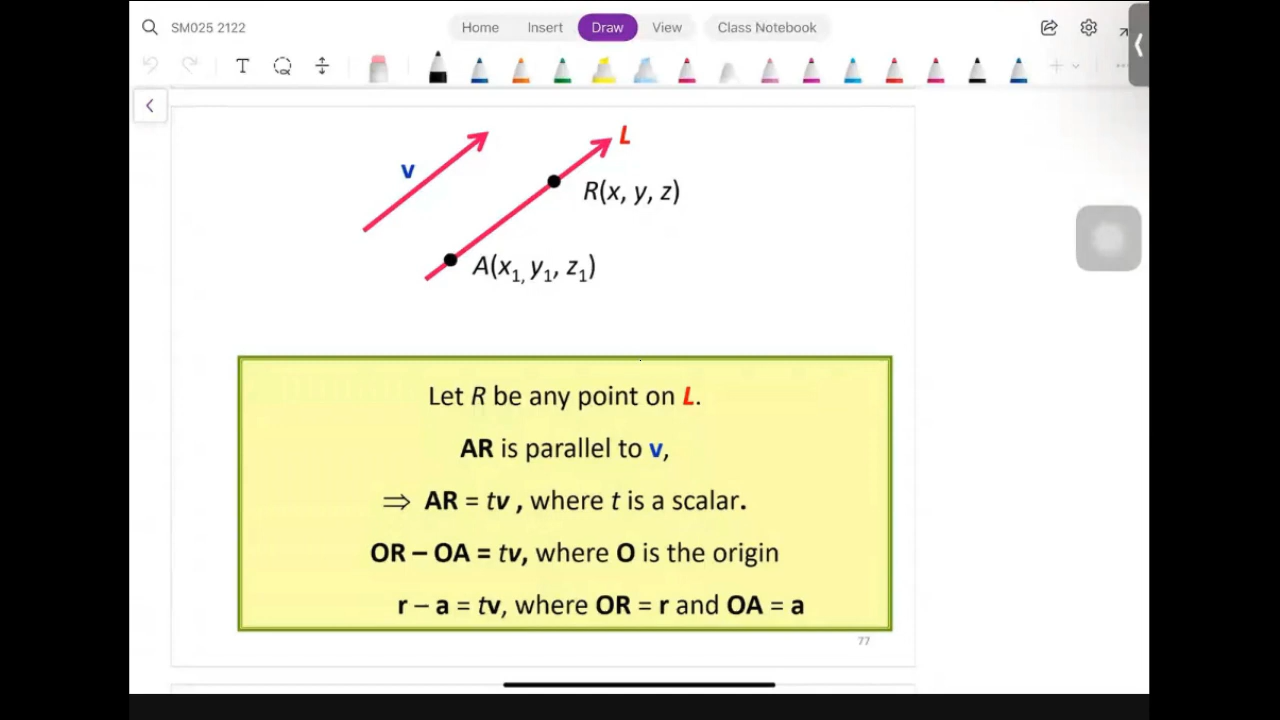 SM025 2122
Home Insert Draw View Class Notebook
T
v
L
R(x, y, z)
A(x₁, y₁, z₁)
Let R be any point on L.
AR is parallel to v,
⇒ AR = tv , where t is a scalar.
OR – OA = tv, where O is the origin
r – a = tv, where OR = r and OA = a
77